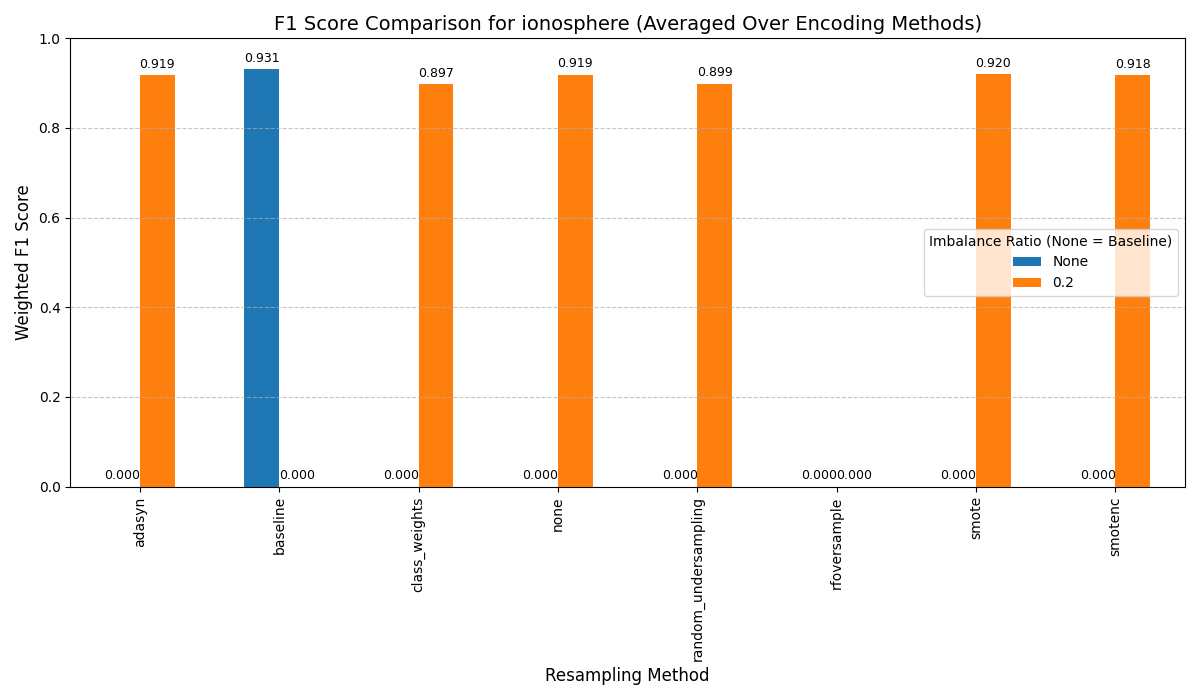 F1 Score Comparison for ionosphere (Averaged Over Encoding Methods)
Weighted F1 Score
1.0
0.8
0.6
0.4
0.2
0.0
0.000 0.919
0.931 0.000
0.000 0.897
0.000 0.919
0.000 0.899
0.0000.000
0.000 0.920
0.000 0.918
Imbalance Ratio (None = Baseline)
None
0.2
adasyn
baseline
class_weights
none
random_undersampling
rfoversample
smote
smotenc
Resampling Method